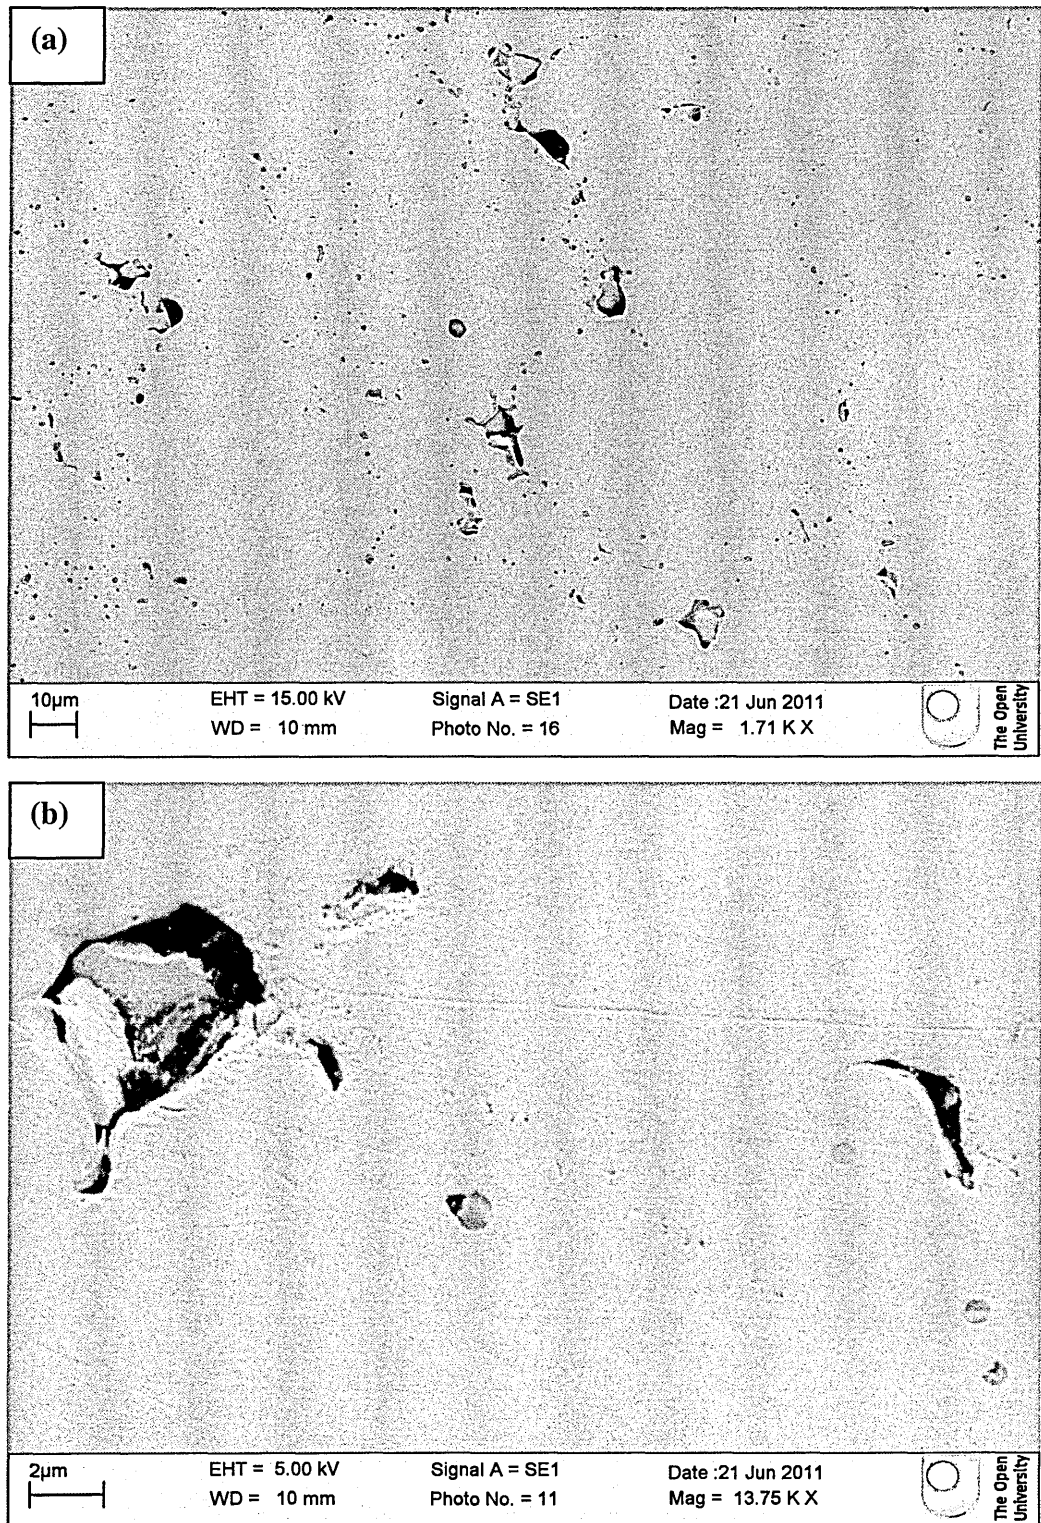 (a)
10µm
EHT = 15.00 kV
Signal A = SE1
Date :21 Jun 2011
WD = 10 mm
Photo No. = 16
Mag = 1.71 K X
The Open
University
(b)
2µm
EHT = 5.00 kV
Signal A = SE1
Date :21 Jun 2011
WD = 10 mm
Photo No. = 11
Mag = 13.75 K X
The Open
University